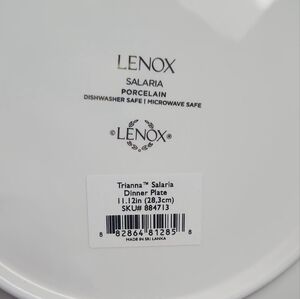 LENOX
SALARIA
PORCELAIN
DISHWASHER SAFE | MICROWAVE SAFE
© LENOX ®
Trianna™ Salaria
Dinner Plate
11.12in (28,3cm)
SKU# 884713
8 82864 81285 8
MADE IN SRI LANKA